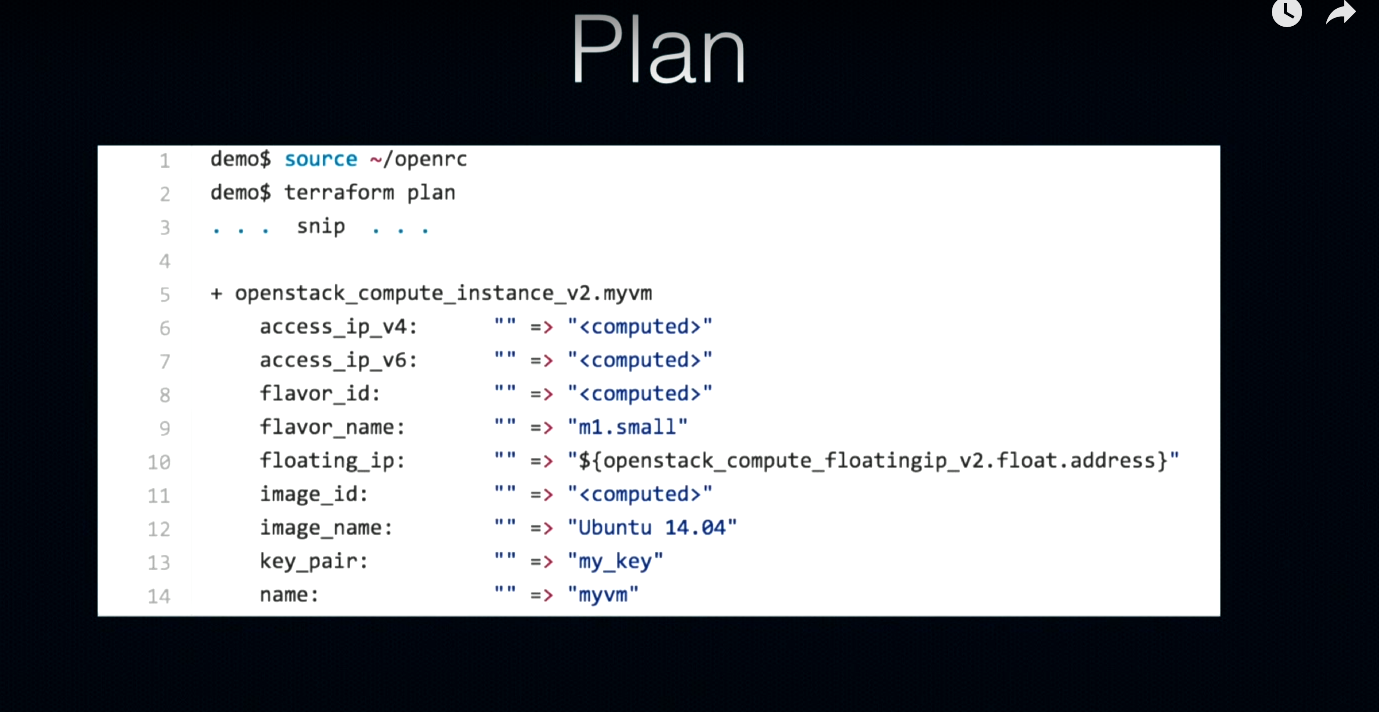 Plan
1 demo$ source ~/openrc
2 demo$ terraform plan
3 . . . snip . . .
4
5 + openstack_compute_instance_v2.myvm
6 access_ip_v4: "" => "<computed>"
7 access_ip_v6: "" => "<computed>"
8 flavor_id: "" => "<computed>"
9 flavor_name: "" => "m1.small"
10 floating_ip: "" => "${openstack_compute_floatingip_v2.float.address}"
11 image_id: "" => "<computed>"
12 image_name: "" => "Ubuntu 14.04"
13 key_pair: "" => "my_key"
14 name: "" => "myvm"